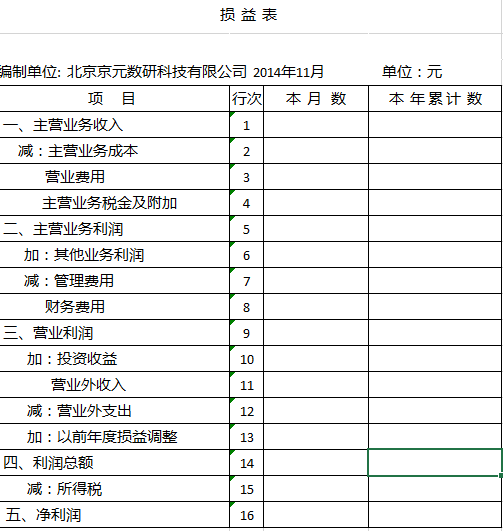 损益表
编制单位: 北京京元数研科技有限公司 2014年11月 单位：元
项 目 行次 本 月 数 本 年 累 计 数
一、主营业务收入 1
减：主营业务成本 2
营业费用 3
主营业务税金及附加 4
二、主营业务利润 5
加：其他业务利润 6
减：管理费用 7
财务费用 8
三、营业利润 9
加：投资收益 10
营业外收入 11
减：营业外支出 12
加：以前年度损益调整 13
四、利润总额 14
减：所得税 15
五、净利润 16